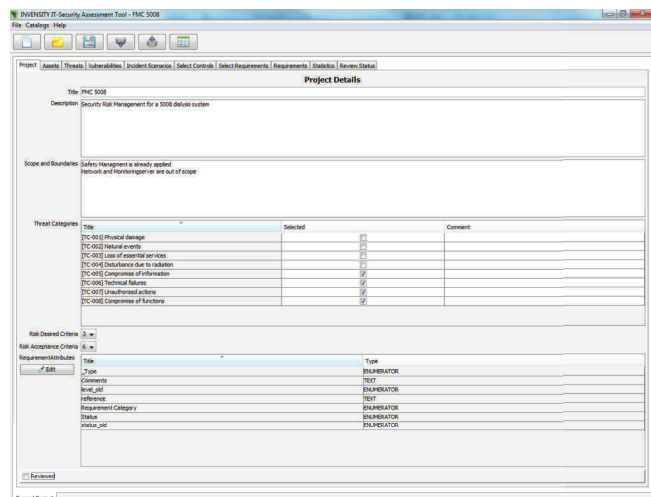 INVENSITY IT-Security Assessment Tool - FMC 5008
File Catalogs Help
Project Assets Threats Vulnerabilities Incident Scenarios Select Controls Select Requirements Requirements Statistics Review Status
Project Details
Title FMC 5008
Description Security Risk Management for a 5008 dialysis system
Scope and Boundaries Safety Managment is already applied
Network and Monitoringserver are out of scope
Threat Categories Title Selected Comment
[TC-001] Physical damage
[TC-002] Natural events
[TC-003] Loss of essential services
[TC-004] Disturbance due to radiation
[TC-005] Compromise of information
[TC-006] Technical failures
[TC-007] Unauthorised actions
[TC-008] Compromise of functions
Risk Desired Criteria 3
Risk Acceptance Criteria 6
RequirementAttributes Title Type
Edit _Type ENUMERATOR
Comments TEXT
level_old ENUMERATOR
reference TEXT
Requirement Category ENUMERATOR
Status ENUMERATOR
status_old ENUMERATOR
Reviewed